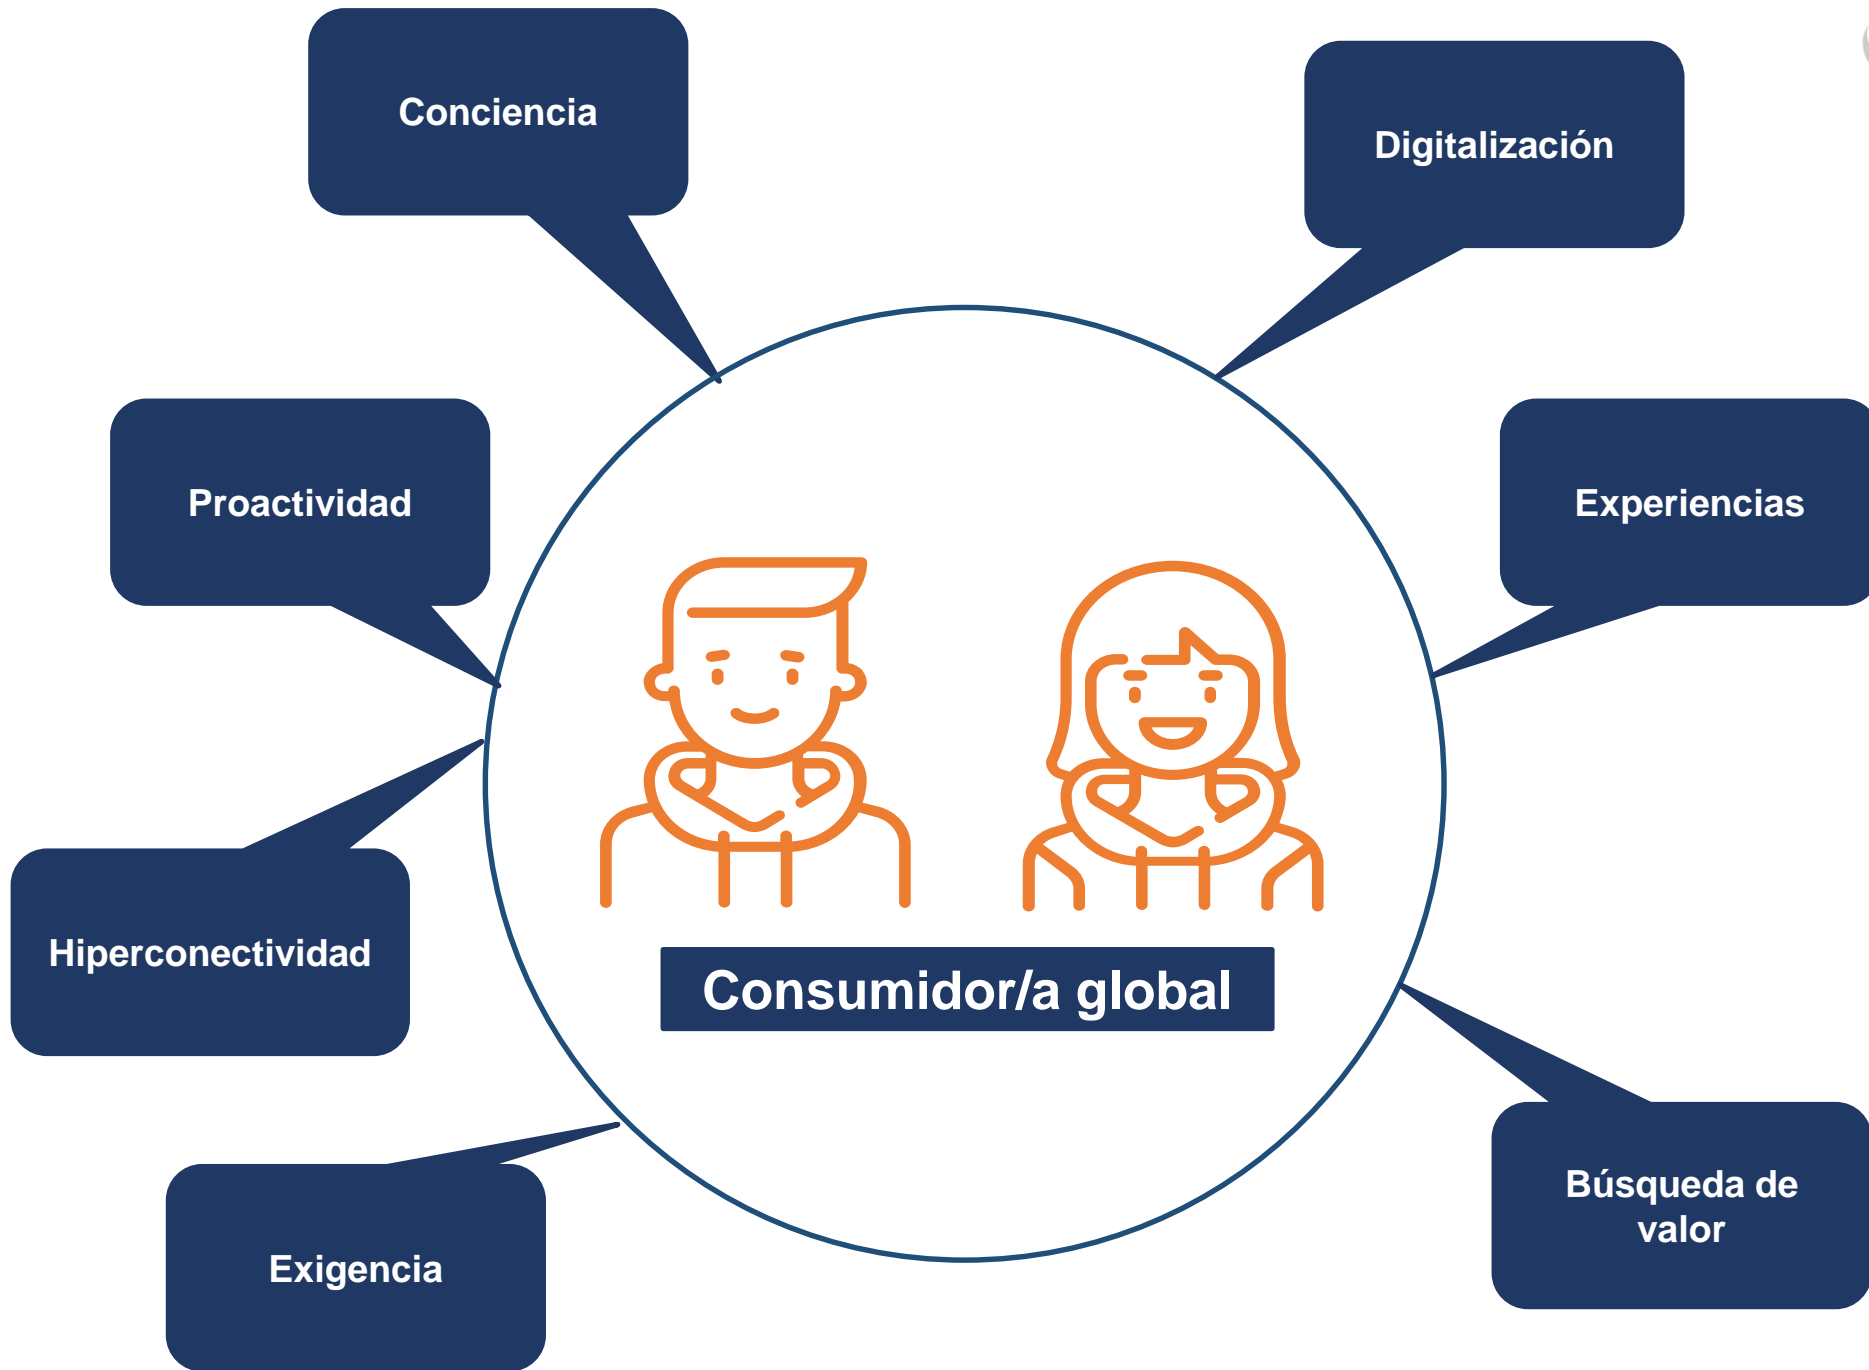 Conciencia
Digitalización
Proactividad
Experiencias
Hiperconectividad
Consumidor/a global
Búsqueda de
valor
Exigencia